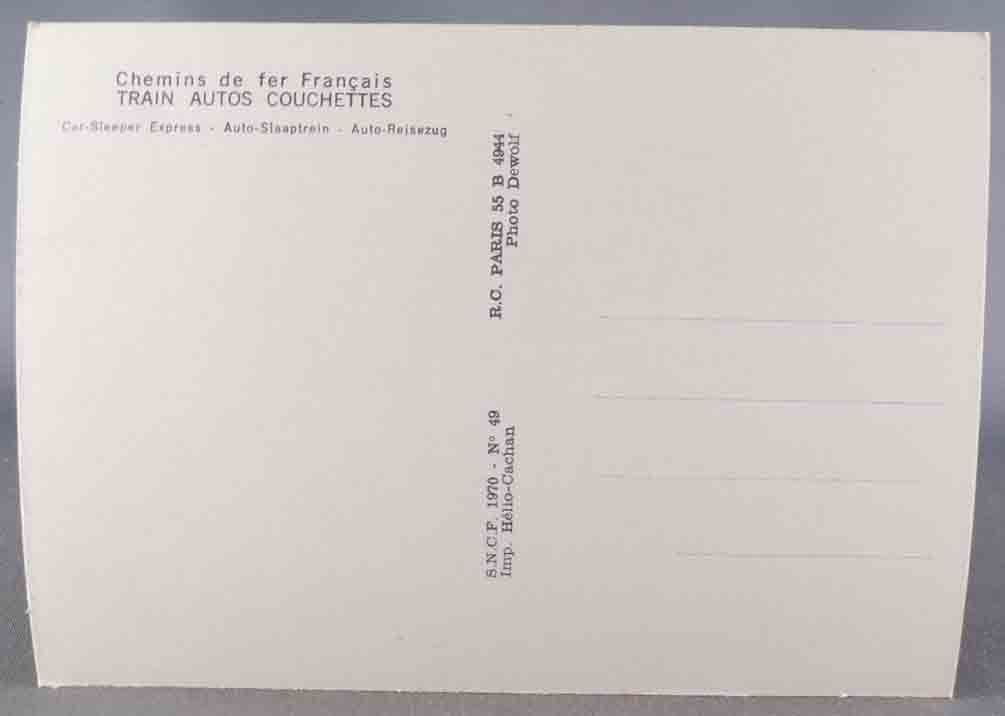 Chemins de fer Français
TRAIN AUTOS COUCHETTES
Car-Sleeper Express - Auto-Slaaptrein - Auto-Reisezug
R.C. PARIS 55 B 4944
Photo Dewolf
S.N.C.F. 1970 - N° 49
Imp. Hélio-Cachan